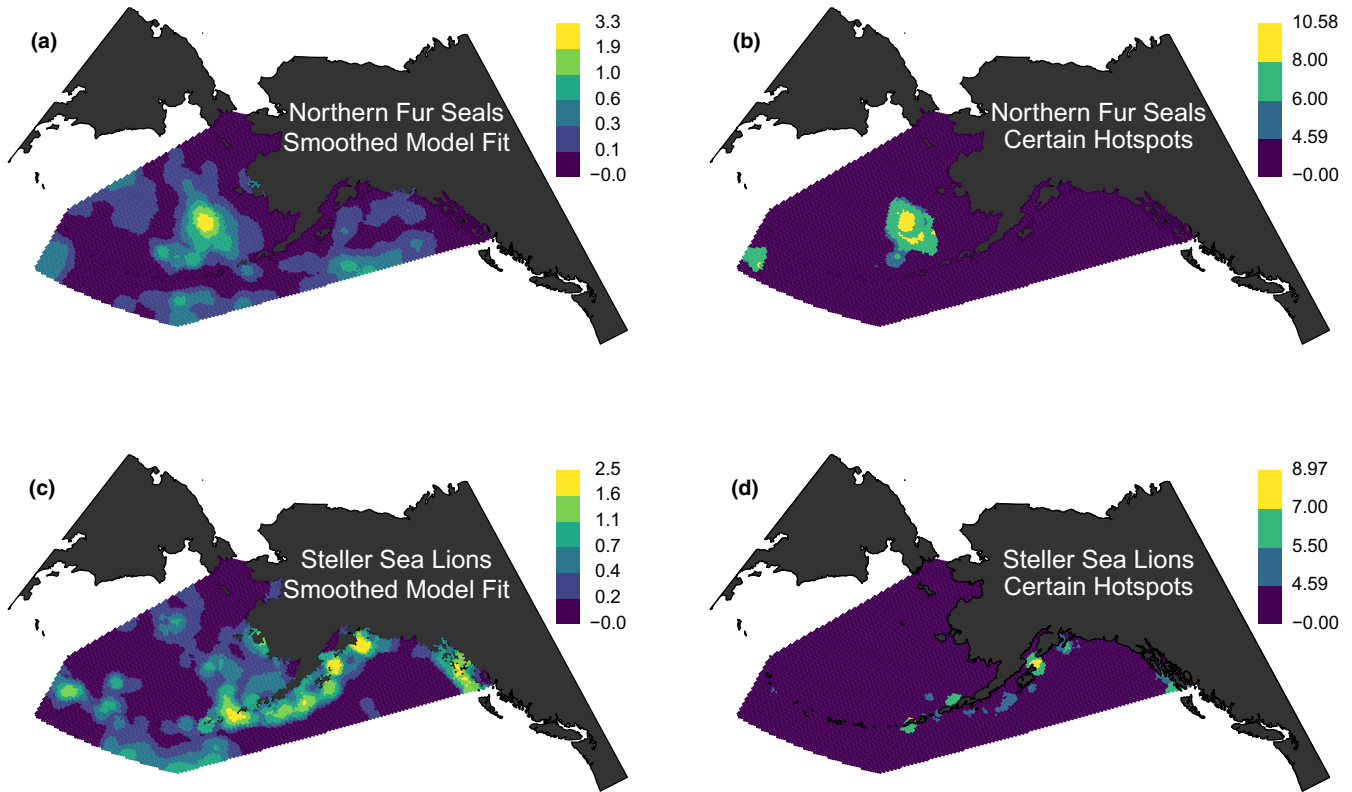 (a)
Northern Fur Seals
Smoothed Model Fit
3.3
1.9
1.0
0.6
0.3
0.1
−0.0
(b)
Northern Fur Seals
Certain Hotspots
10.58
8.00
6.00
4.59
−0.00
(c)
Steller Sea Lions
Smoothed Model Fit
2.5
1.6
1.1
0.7
0.4
0.2
−0.0
(d)
Steller Sea Lions
Certain Hotspots
8.97
7.00
5.50
4.59
−0.00